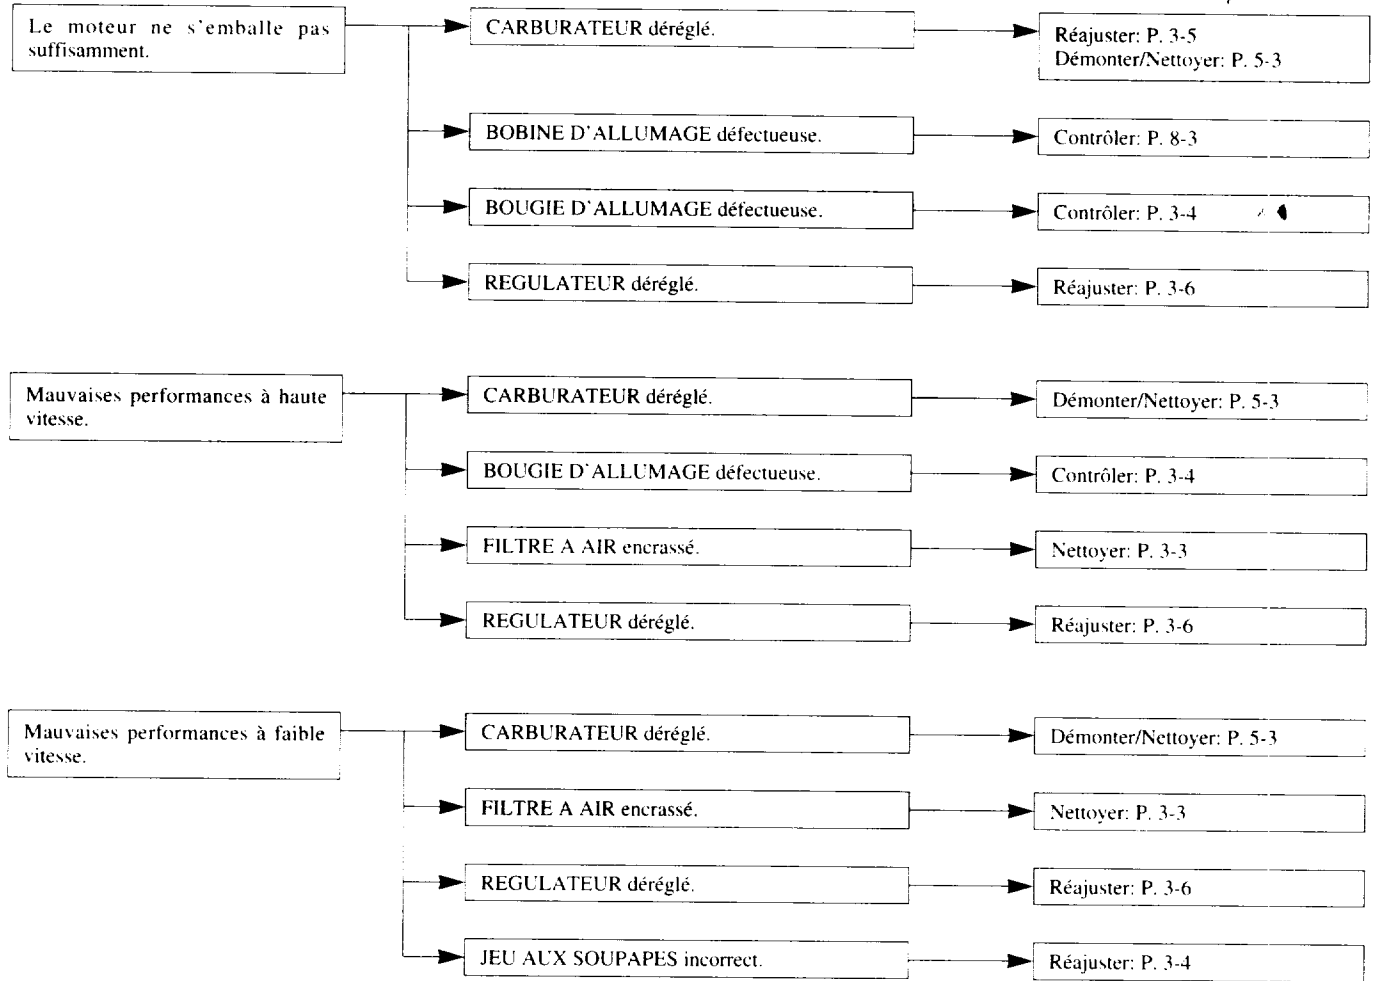 Le moteur ne s'emballe pas
suffisamment.
CARBURATEUR déréglé.
Réajuster: P. 3-5
Démonter/Nettoyer: P. 5-3
BOBINE D'ALLUMAGE défectueuse.
Contrôler: P. 8-3
BOUGIE D'ALLUMAGE défectueuse.
Contrôler: P. 3-4
REGULATEUR déréglé.
Réajuster: P. 3-6
Mauvaises performances à haute
vitesse.
CARBURATEUR déréglé.
Démonter/Nettoyer: P. 5-3
BOUGIE D'ALLUMAGE défectueuse.
Contrôler: P. 3-4
FILTRE A AIR encrassé.
Nettoyer: P. 3-3
REGULATEUR déréglé.
Réajuster: P. 3-6
Mauvaises performances à faible
vitesse.
CARBURATEUR déréglé.
Démonter/Nettoyer: P. 5-3
FILTRE A AIR encrassé.
Nettoyer: P. 3-3
REGULATEUR déréglé.
Réajuster: P. 3-6
JEU AUX SOUPAPES incorrect.
Réajuster: P. 3-4